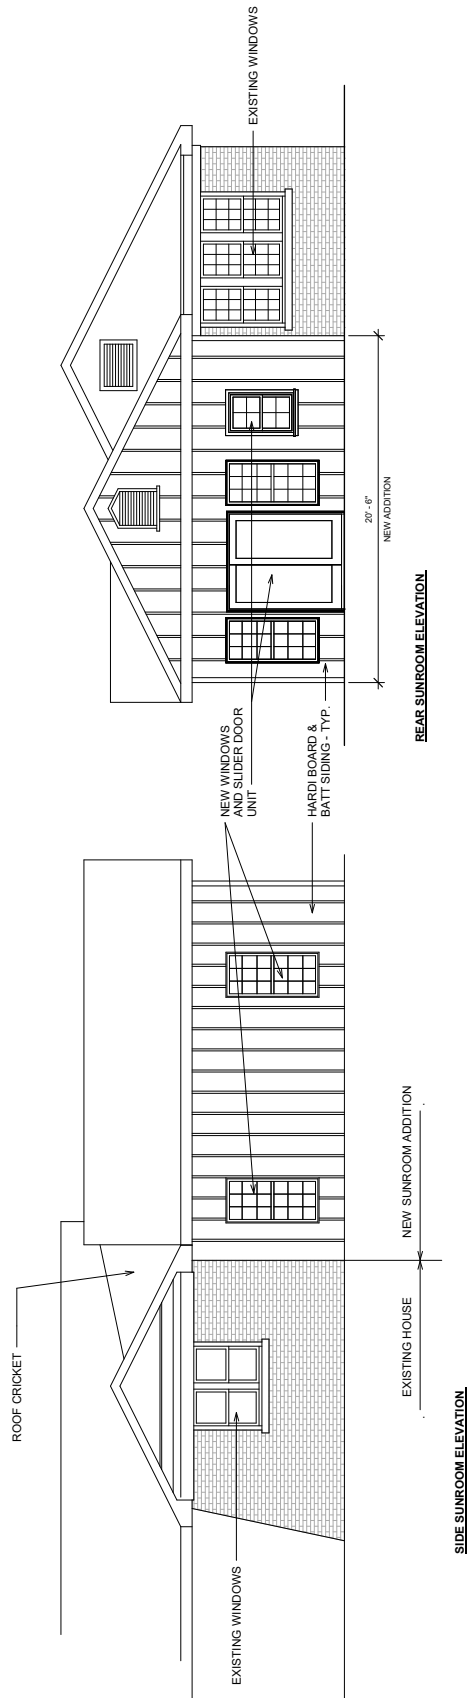 ROOF CRICKET
EXISTING WINDOWS
EXISTING HOUSE
NEW SUNROOM ADDITION
SIDE SUNROOM ELEVATION
NEW WINDOWS
AND SLIDER DOOR
UNIT
HARDI BOARD &
BATT SIDING - TYP.
EXISTING WINDOWS
20' - 6"
NEW ADDITION
REAR SUNROOM ELEVATION